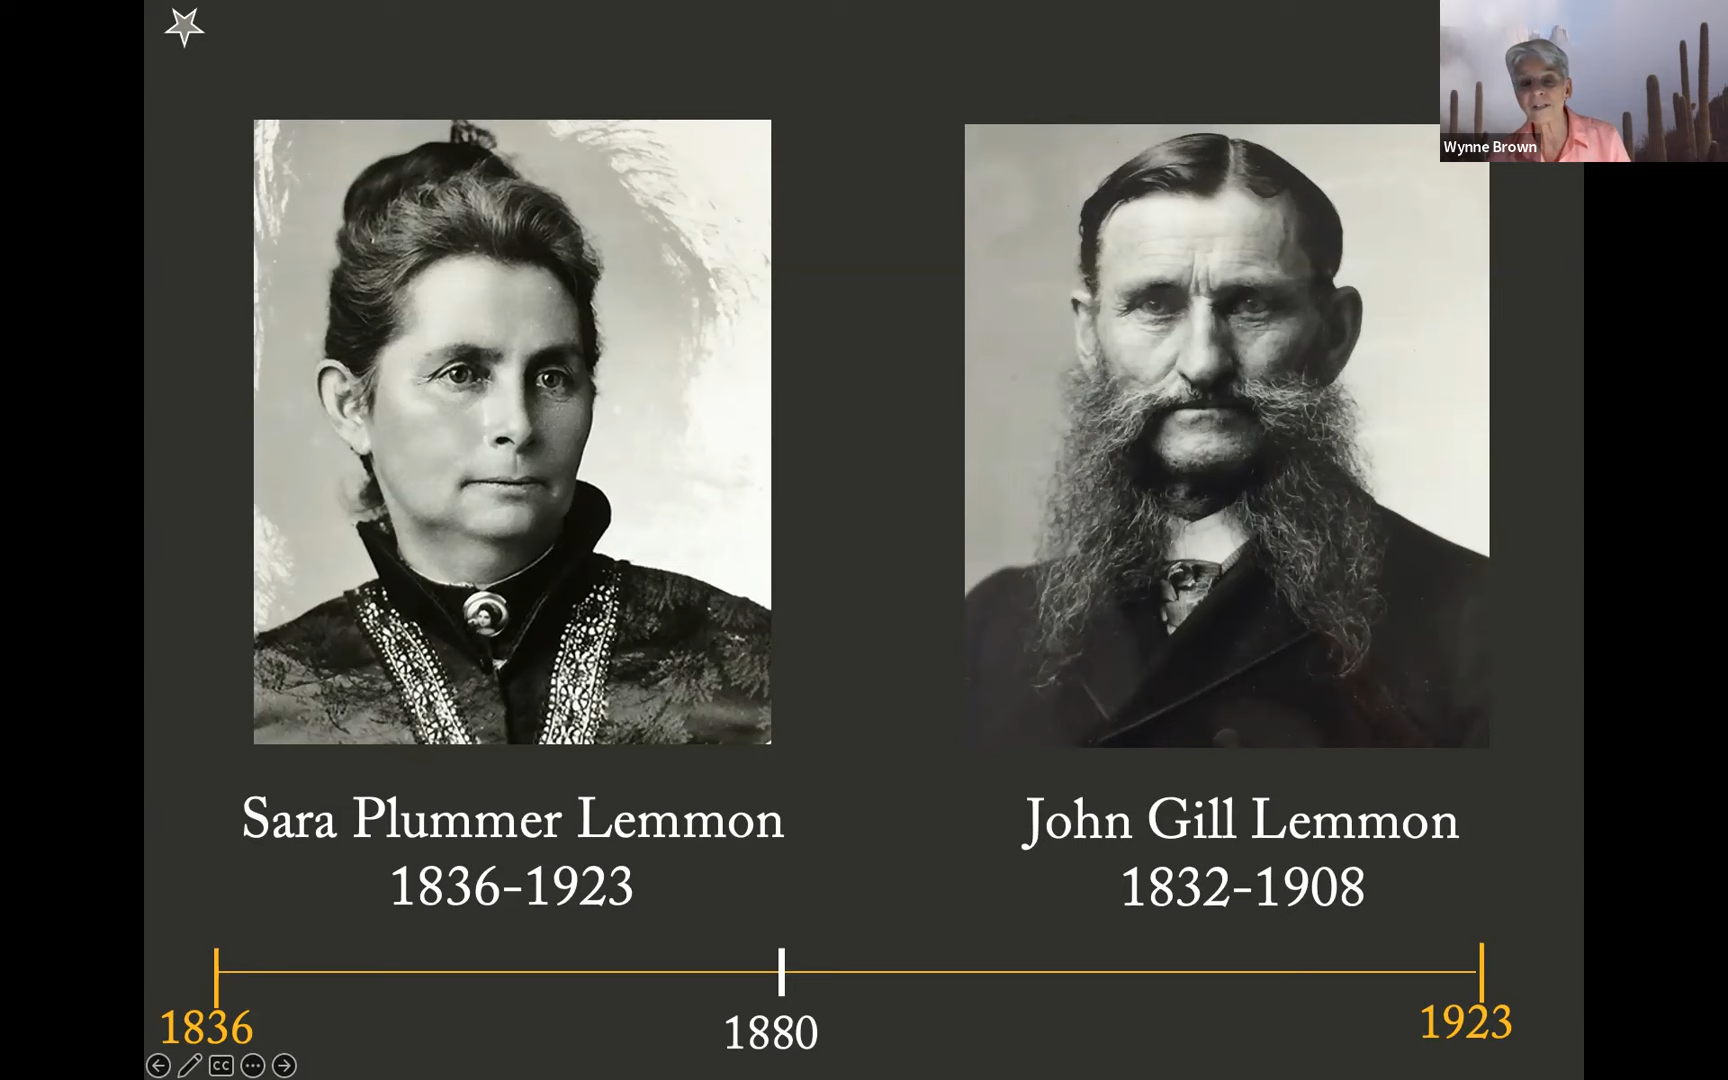 Wynne Brown
Sara Plummer Lemmon
1836-1923
John Gill Lemmon
1832-1908
1836
1880
1923
CC